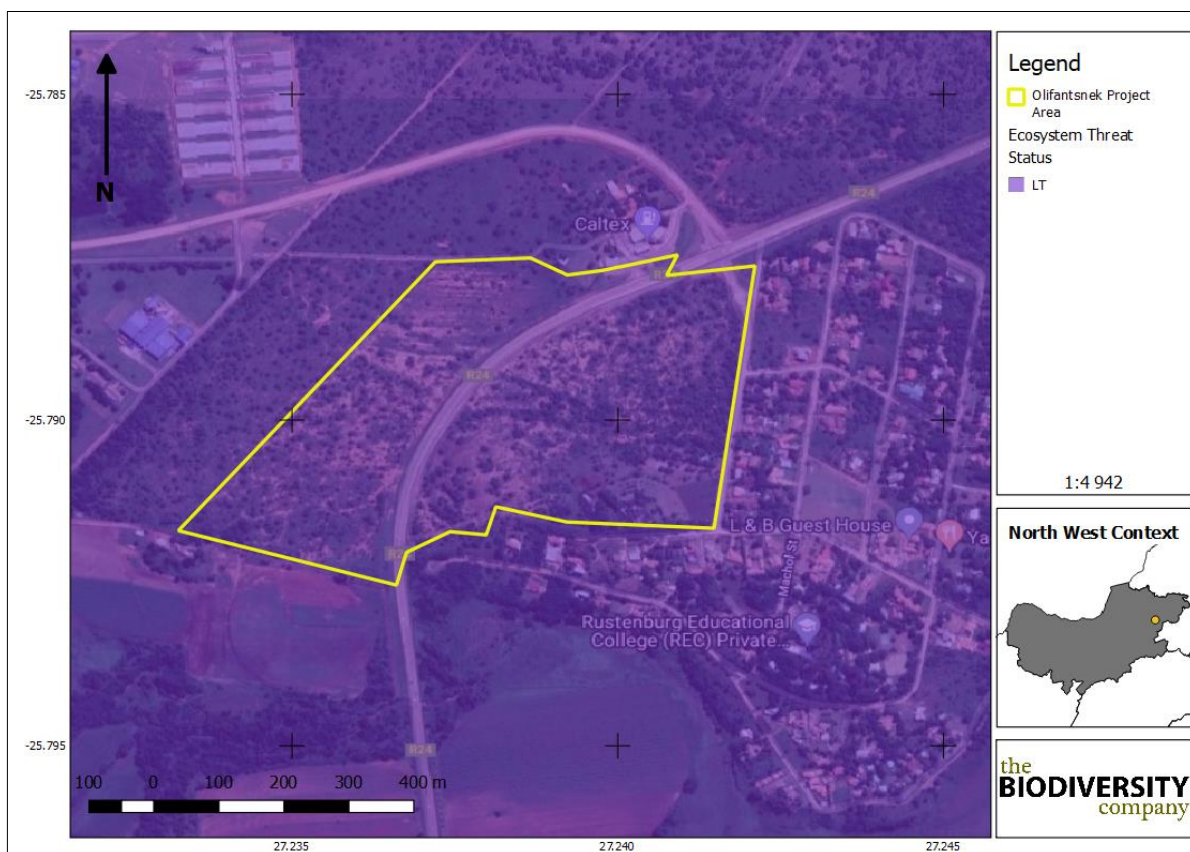 -25.785
-25.790
-25.795
27.235
27.240
27.245
N
Caltex
R24
R24
R24
L & B Guest House
Ya
Machol St
Rustenburg Educational
College (REC) Private...
100 0 100 200 300 400 m
Legend
Olifantsnek Project
Area
Ecosystem Threat
Status
LT
1:4 942
North West Context
the
BIODIVERSITY
company